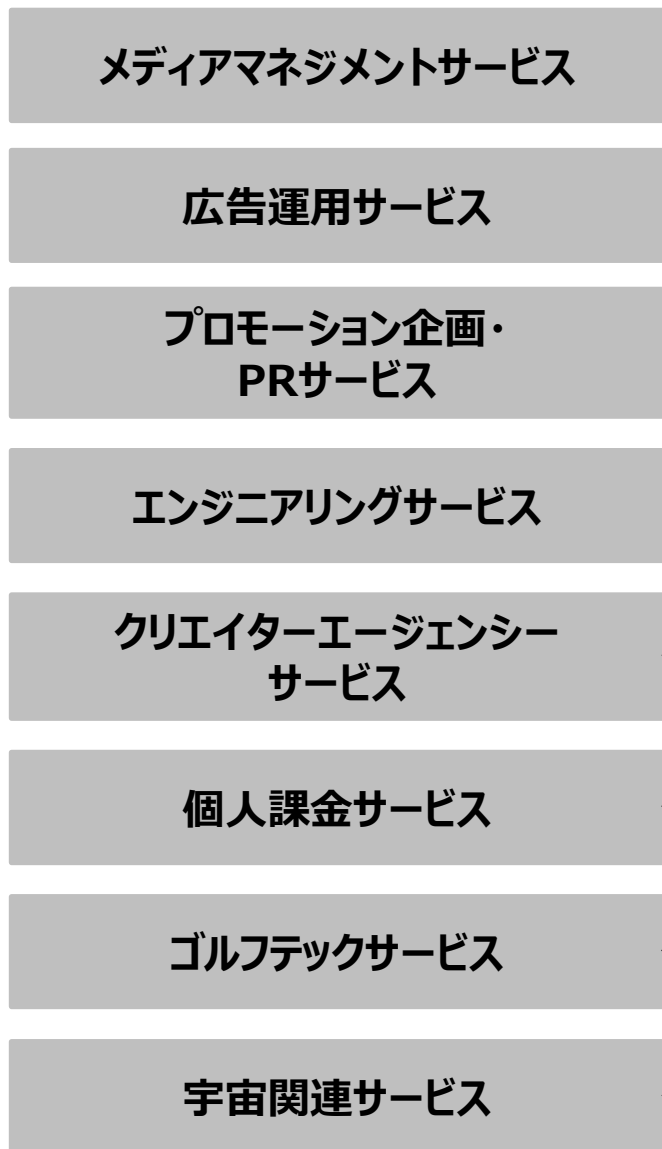 メディアマネジメントサービス
広告運用サービス
プロモーション企画・
PRサービス
エンジニアリングサービス
クリエイターエージェンシー
サービス
個人課金サービス
ゴルフテックサービス
宇宙関連サービス